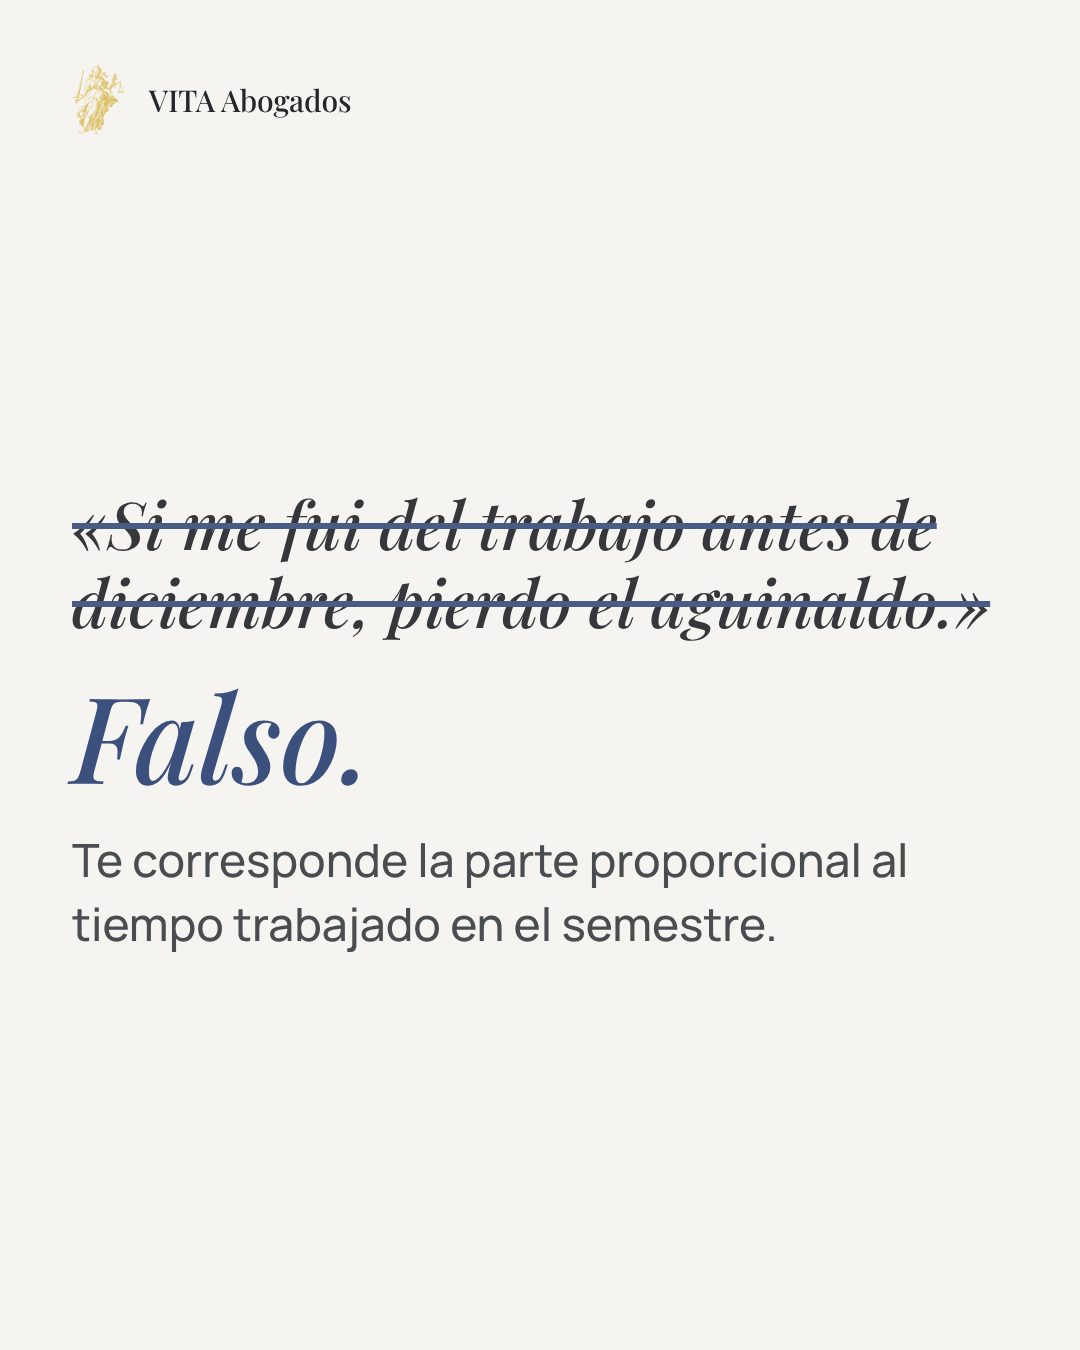 VITA Abogados
«Si me fui del trabajo antes de
diciembre, pierdo el aguinaldo.»
Falso.
Te corresponde la parte proporcional al
tiempo trabajado en el semestre.